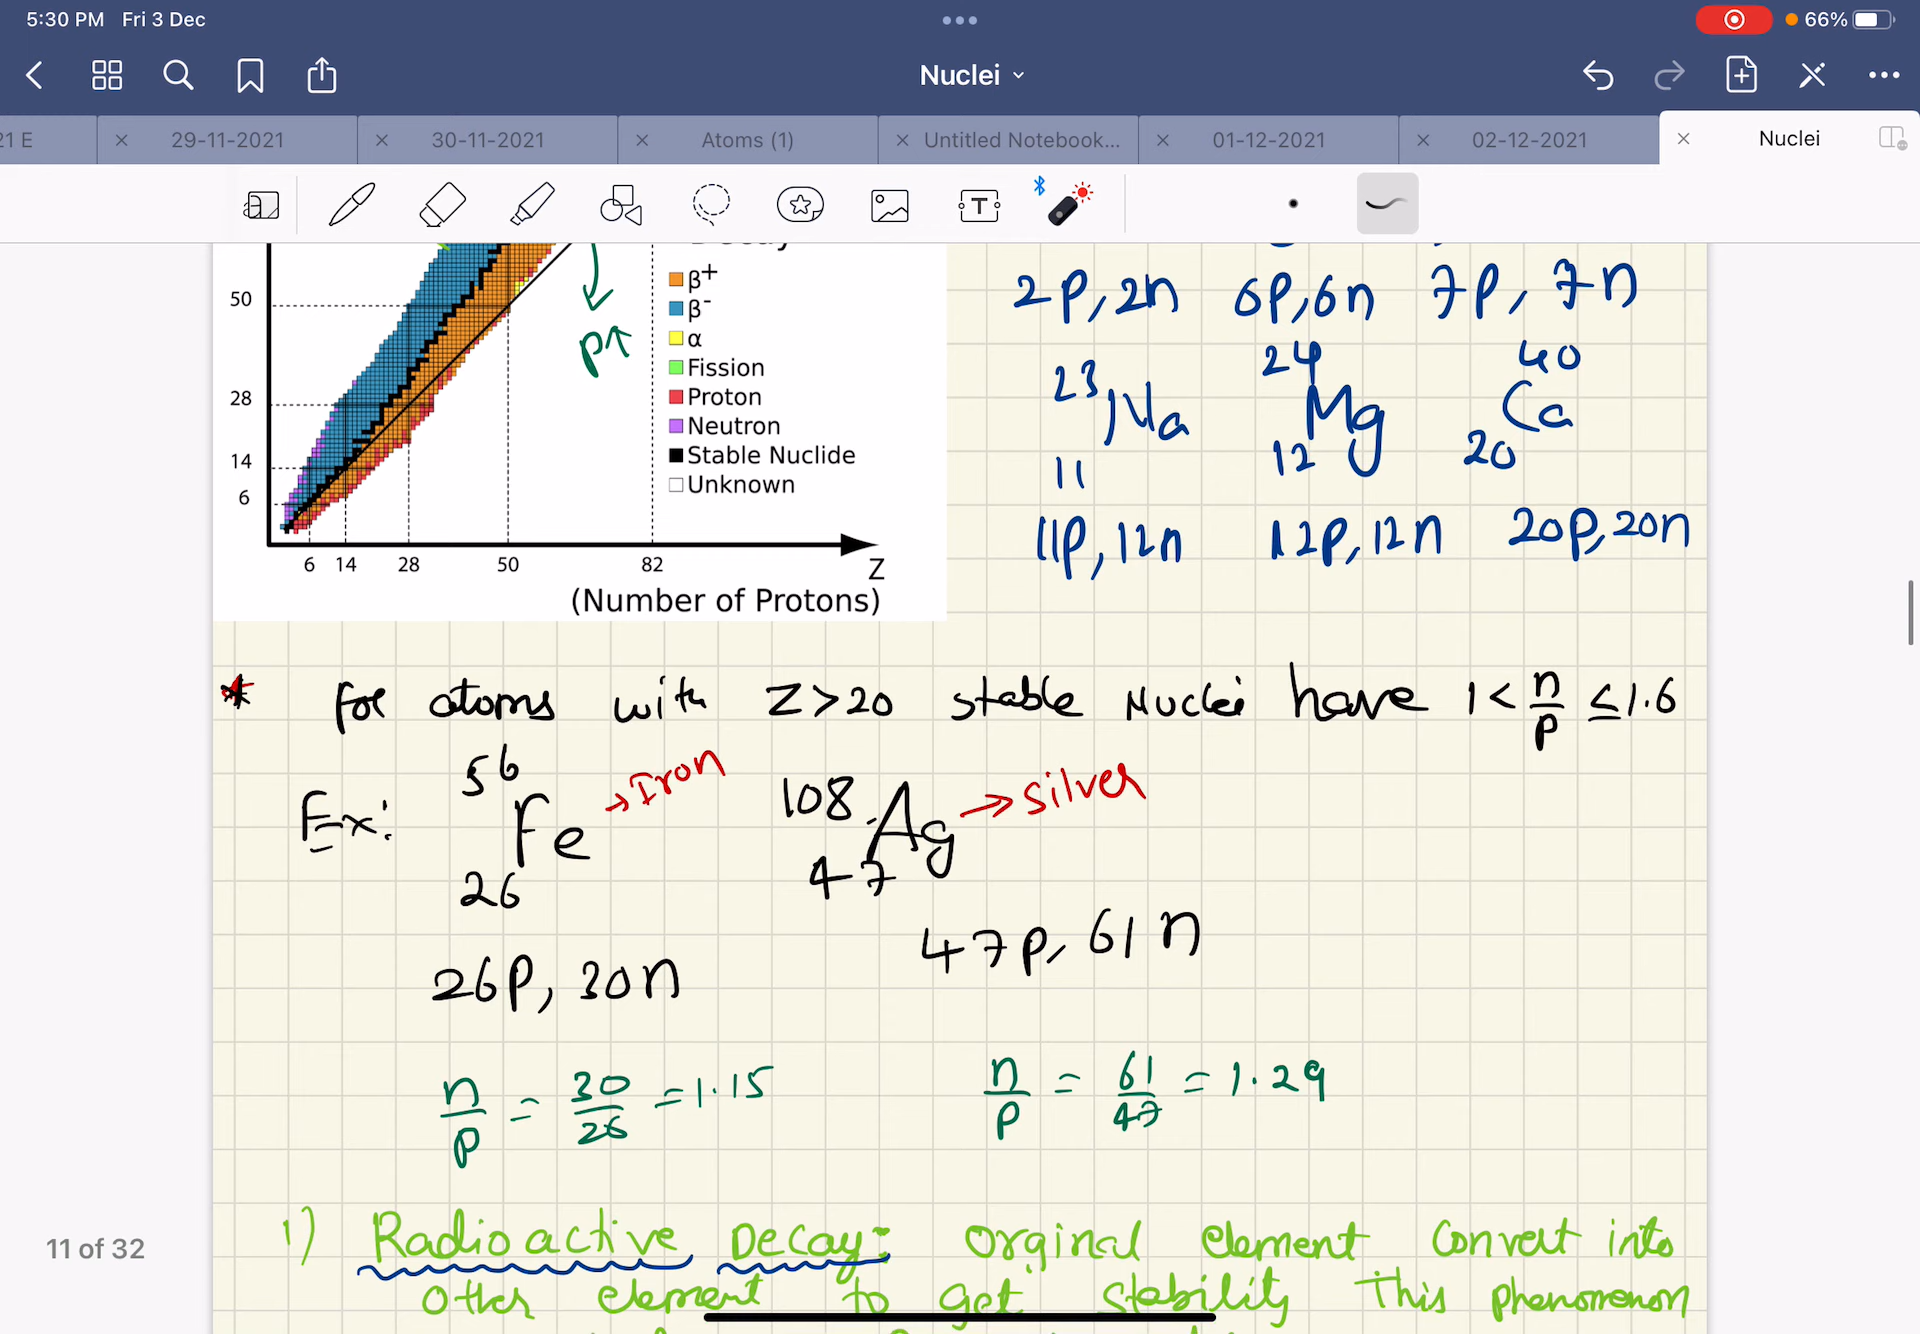 5:30 PM Fri 3 Dec
66%
Nuclei
21 E
29-11-2021
30-11-2021
Atoms (1)
Untitled Notebook...
01-12-2021
02-12-2021
Nuclei
T
50
28
14
6
6 14 28 50 82
Z
(Number of Protons)
β+
β-
α
Fission
Proton
Neutron
Stable Nuclide
Unknown
P↑
2p, 2n 6p, 6n 7p, 7n
23 24 40
Na Mg Ca
11 12 20
11p, 12n 12p, 12n 20p, 20n
* For atoms with Z>20 stable Nuclei have 1 < n/p ≤ 1.6
Ex: 56 Fe 26 → Iron 108 Ag 47 → Silver
26p, 30n 47p, 61n
n/p = 30/26 = 1.15 n/p = 61/47 = 1.29
1) Radioactive Decay: Orginal element Convert into
Other element to get stability This phenomenon
11 of 32